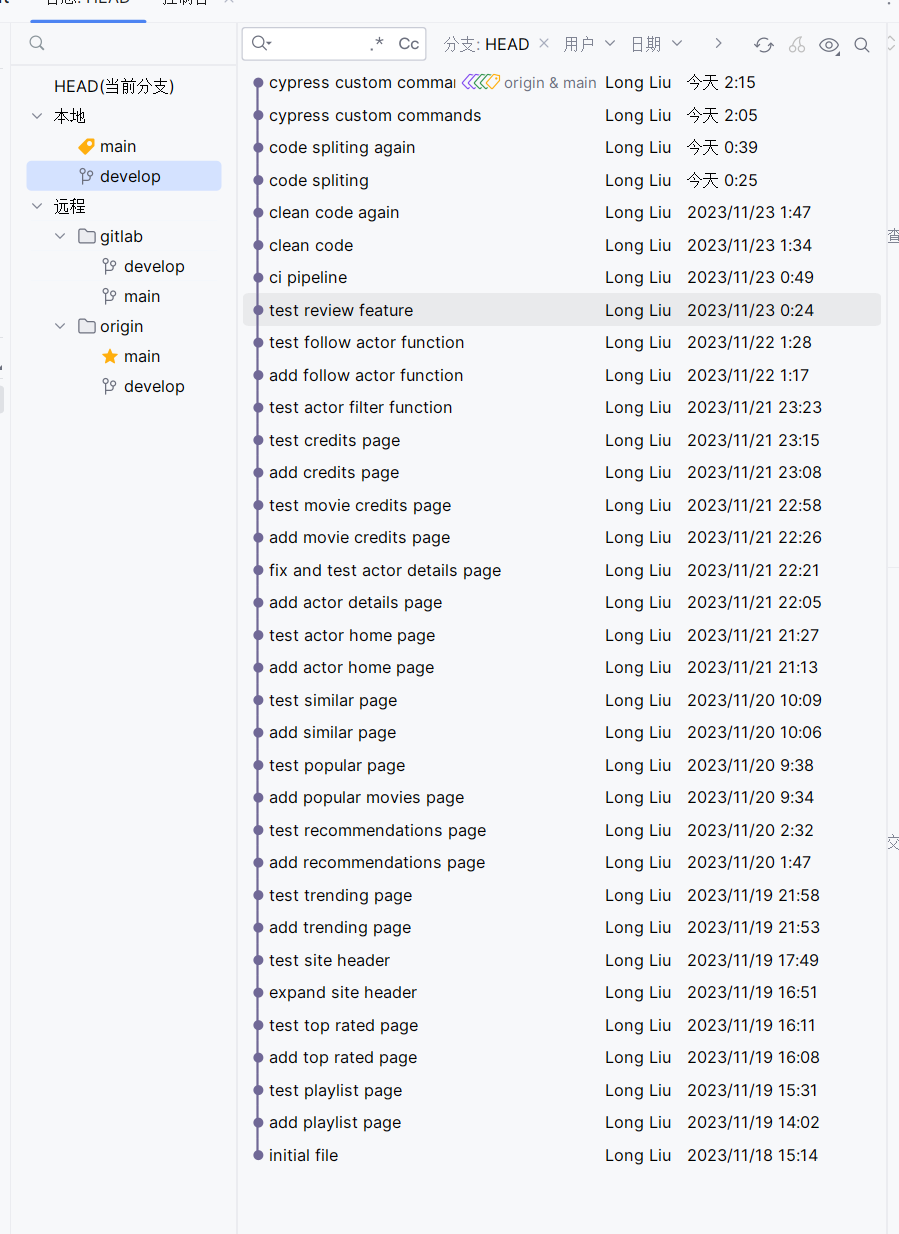 .* Cc 分支: HEAD × 用户 日期
HEAD(当前分支)
本地
main
develop
远程
gitlab
develop
main
origin
main
develop
cypress custom comma origin & main Long Liu 今天 2:15
cypress custom commands Long Liu 今天 2:05
code spliting again Long Liu 今天 0:39
code spliting Long Liu 今天 0:25
clean code again Long Liu 2023/11/23 1:47
clean code Long Liu 2023/11/23 1:34
ci pipeline Long Liu 2023/11/23 0:49
test review feature Long Liu 2023/11/23 0:24
test follow actor function Long Liu 2023/11/22 1:28
add follow actor function Long Liu 2023/11/22 1:17
test actor filter function Long Liu 2023/11/21 23:23
test credits page Long Liu 2023/11/21 23:15
add credits page Long Liu 2023/11/21 23:08
test movie credits page Long Liu 2023/11/21 22:58
add movie credits page Long Liu 2023/11/21 22:26
fix and test actor details page Long Liu 2023/11/21 22:21
add actor details page Long Liu 2023/11/21 22:05
test actor home page Long Liu 2023/11/21 21:27
add actor home page Long Liu 2023/11/21 21:13
test similar page Long Liu 2023/11/20 10:09
add similar page Long Liu 2023/11/20 10:06
test popular page Long Liu 2023/11/20 9:38
add popular movies page Long Liu 2023/11/20 9:34
test recommendations page Long Liu 2023/11/20 2:32
add recommendations page Long Liu 2023/11/20 1:47
test trending page Long Liu 2023/11/19 21:58
add trending page Long Liu 2023/11/19 21:53
test site header Long Liu 2023/11/19 17:49
expand site header Long Liu 2023/11/19 16:51
test top rated page Long Liu 2023/11/19 16:11
add top rated page Long Liu 2023/11/19 16:08
test playlist page Long Liu 2023/11/19 15:31
add playlist page Long Liu 2023/11/19 14:02
initial file Long Liu 2023/11/18 15:14